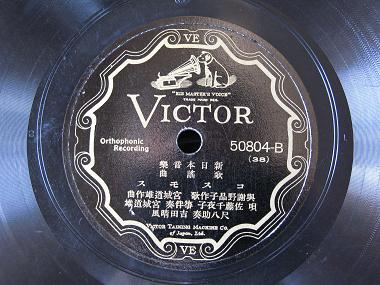 VE
"HIS MASTER'S VOICE"
TRADE MARK REG.
VICTOR
Orthophonic
Recording
50804-B
(38)
新日本音樂
歌謠曲
コスモス
與謝野晶子作歌 宮城道雄作曲
唄 佐藤千夜子 箏伴奏 宮城道雄
尺八助奏 吉田晴風
VICTOR TALKING MACHINE CO.
of Japan, Ltd.
VE